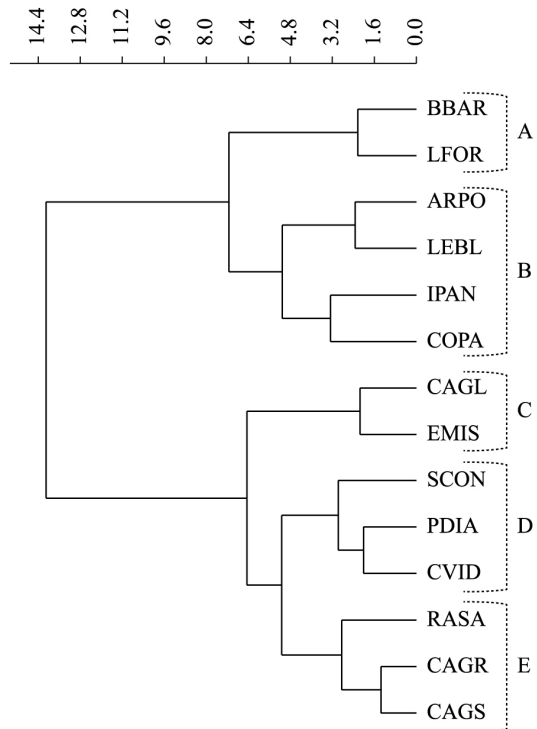 14.4 12.8 11.2 9.6 8.0 6.4 4.8 3.2 1.6 0.0
BBAR
A
LFOR
ARPO
LEBL
B
IPAN
COPA
CAGL
C
EMIS
SCON
PDIA
D
CVID
RASA
CAGR
E
CAGS